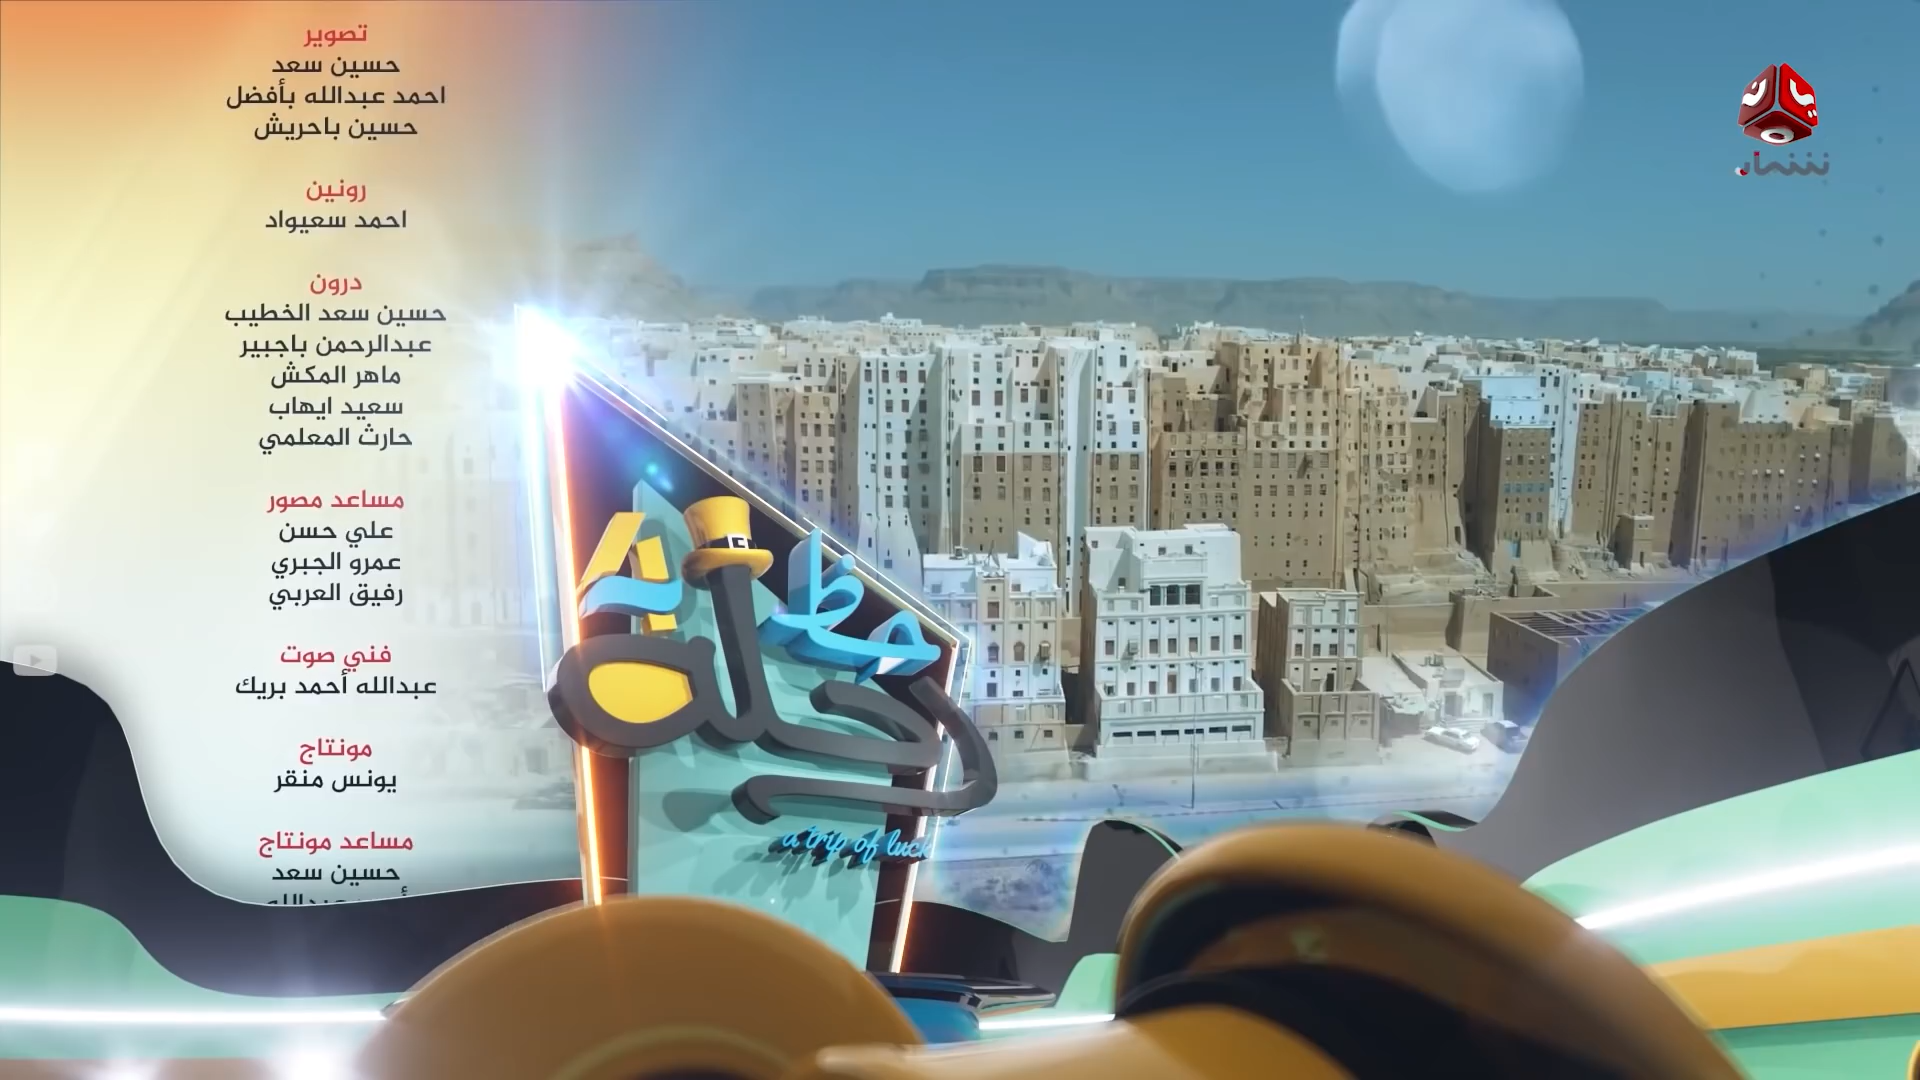 تصوير
حسين سعد
احمد عبدالله بأفضل
حسين باحريش
رونين
احمد سعيواد
درون
حسين سعد الخطيب
عبدالرحمن باجبير
ماهر المكش
سعيد ايهاب
حارث المعلمي
مساعد مصور
علي حسن
عمرو الجبري
رفيق العربي
فني صوت
عبدالله أحمد بريك
مونتاج
يونس منقر
مساعد مونتاج
حسين سعد
رحلة حظ
4
a trip of luck